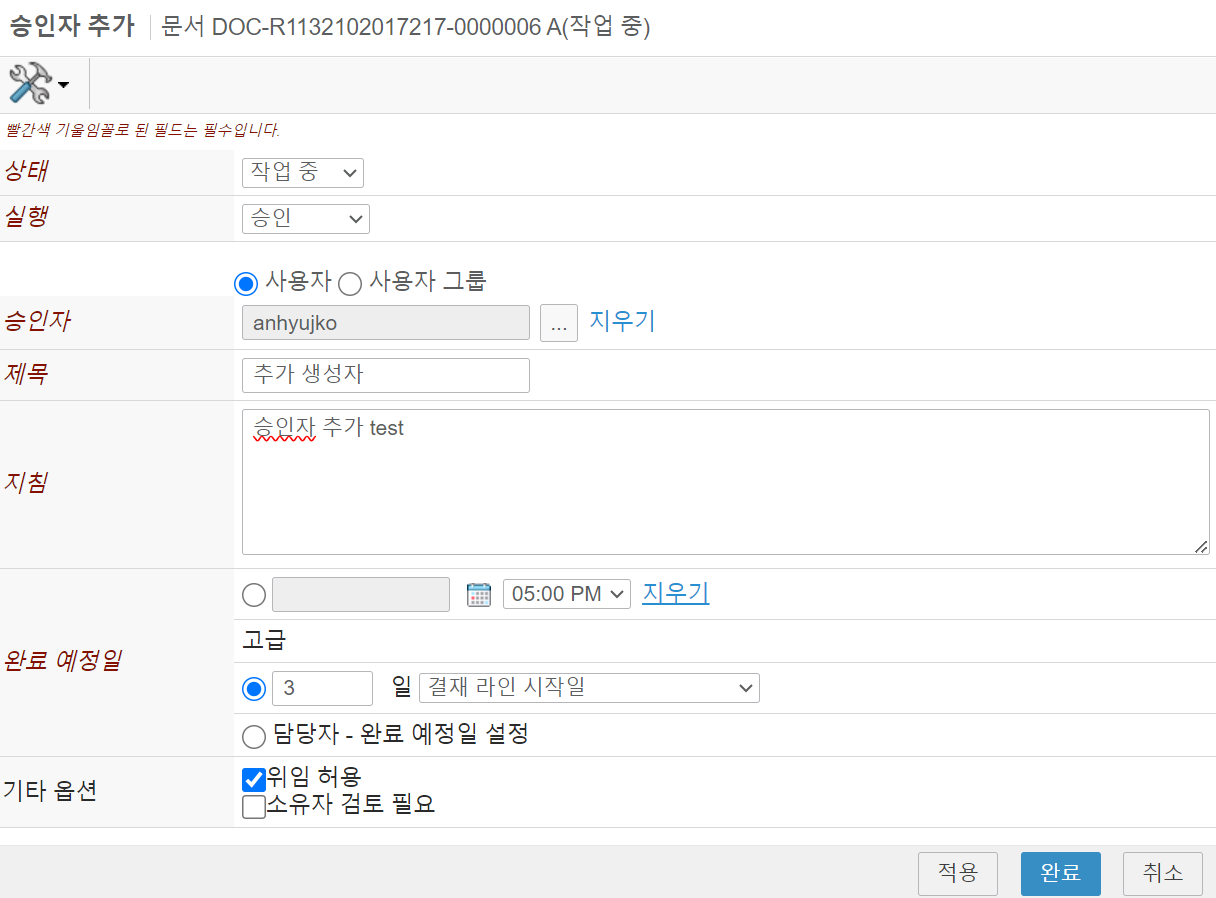 승인자 추가 문서 DOC-R1132102017217-0000006 A(작업 중)
빨간색 기울임꼴로 된 필드는 필수입니다.
상태 작업 중
실행 승인
사용자 사용자 그룹
승인자 anhyujko ... 지우기
제목 추가 생성자
지침 승인자 추가 test
05:00 PM 지우기
고급
완료 예정일
3 일 결재 라인 시작일
담당자 - 완료 예정일 설정
기타 옵션 위임 허용
소유자 검토 필요
적용 완료 취소